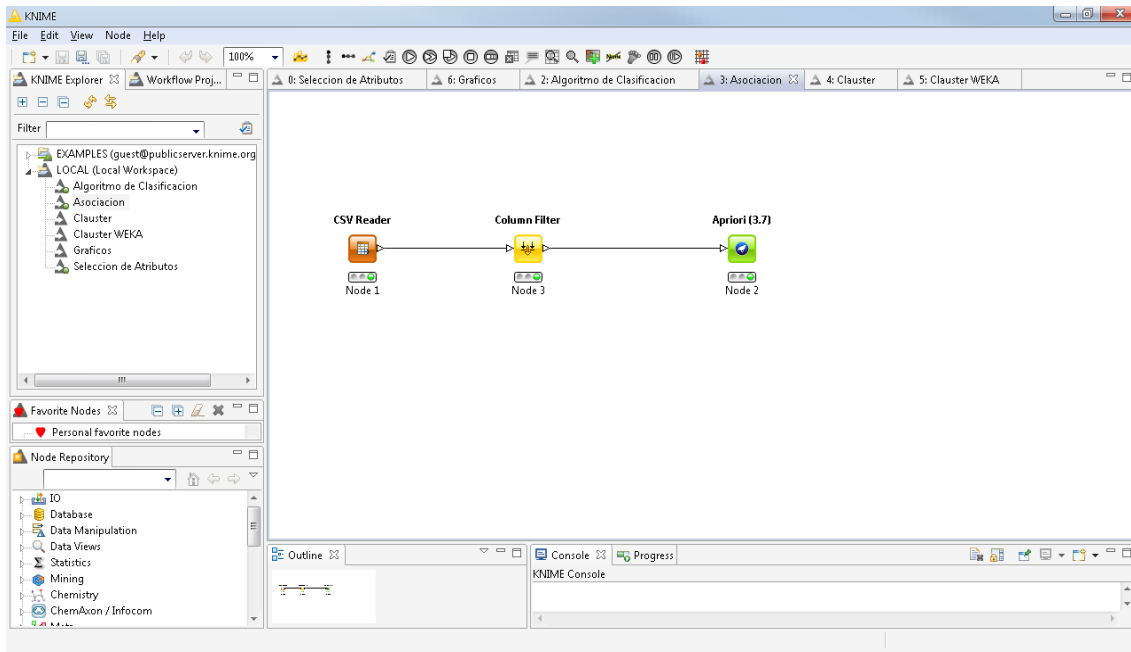 KNIME
File Edit View Node Help
100%
KNIME Explorer Workflow Proj...
0: Seleccion de Atributos 6: Graficos 2: Algoritmo de Clasificacion 3: Asociacion 4: Clauster 5: Clauster WEKA
Filter
EXAMPLES (guest@publicserver.knime.org
LOCAL (Local Workspace)
Algoritmo de Clasificacion
Asociacion
Clauster
Clauster WEKA
Graficos
Seleccion de Atributos
CSV Reader Column Filter Apriori (3.7)
Node 1 Node 3 Node 2
Favorite Nodes
Personal favorite nodes
Node Repository
IO
Database
Data Manipulation
Data Views
Statistics
Mining
Chemistry
ChemAxon / Infocom
Outline Console Progress
KNIME Console